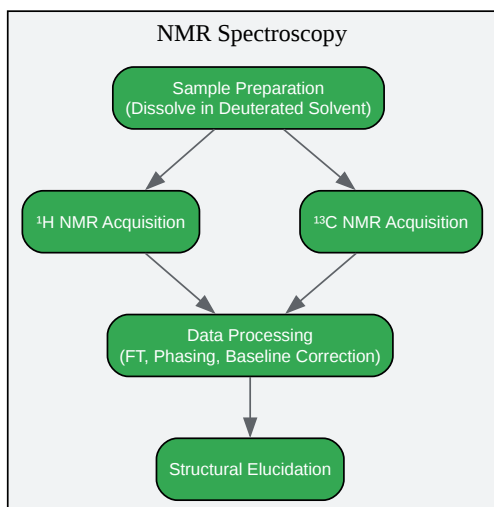 NMR Spectroscopy
Sample Preparation
(Dissolve in Deuterated Solvent)
¹H NMR Acquisition
¹³C NMR Acquisition
Data Processing
(FT, Phasing, Baseline Correction)
Structural Elucidation